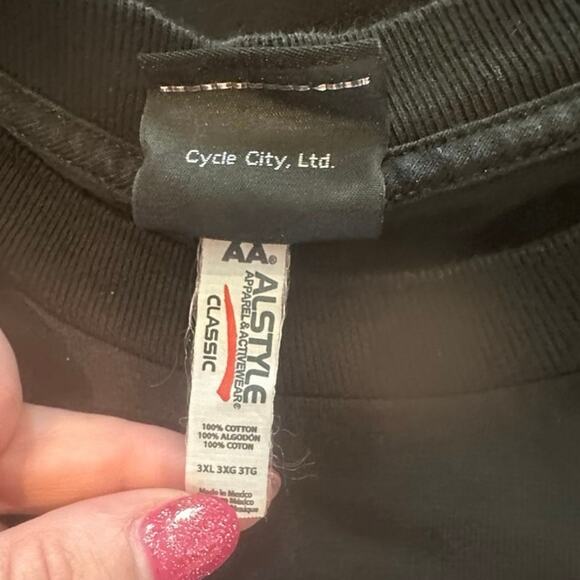 Cycle City, Ltd.
AA®
ALSTYLE
APPAREL & ACTIVEWEAR®
CLASSIC
100% COTTON
100% ALGODÓN
100% COTON
3XL 3XG 3TG
Made in Mexico
México